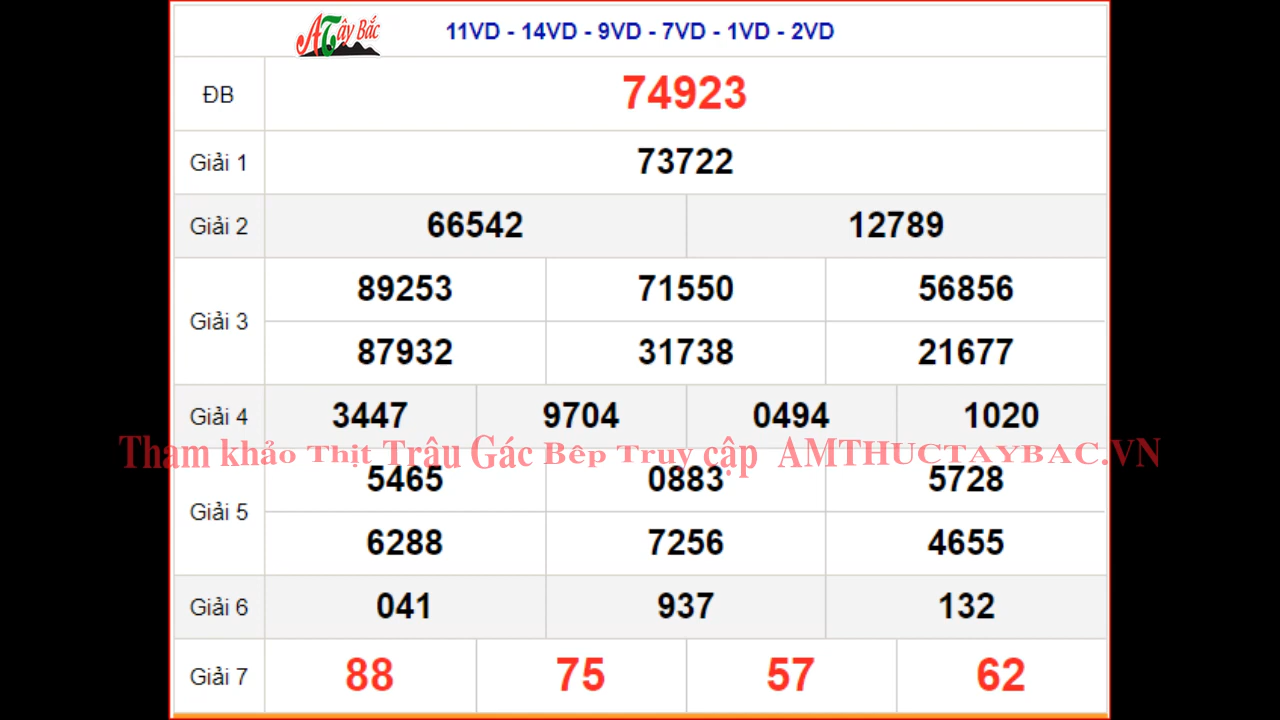 ATây Bắc 11VD - 14VD - 9VD - 7VD - 1VD - 2VD
ĐB 74923
Giải 1 73722
Giải 2 66542 12789
Giải 3 89253 71550 56856
87932 31738 21677
Giải 4 3447 9704 0494 1020
Tham khảo Thịt Trâu Gác Bếp Truy cập AMTHUCTAYBAC.VN
Giải 5 5465 0883 5728
6288 7256 4655
Giải 6 041 937 132
Giải 7 88 75 57 62